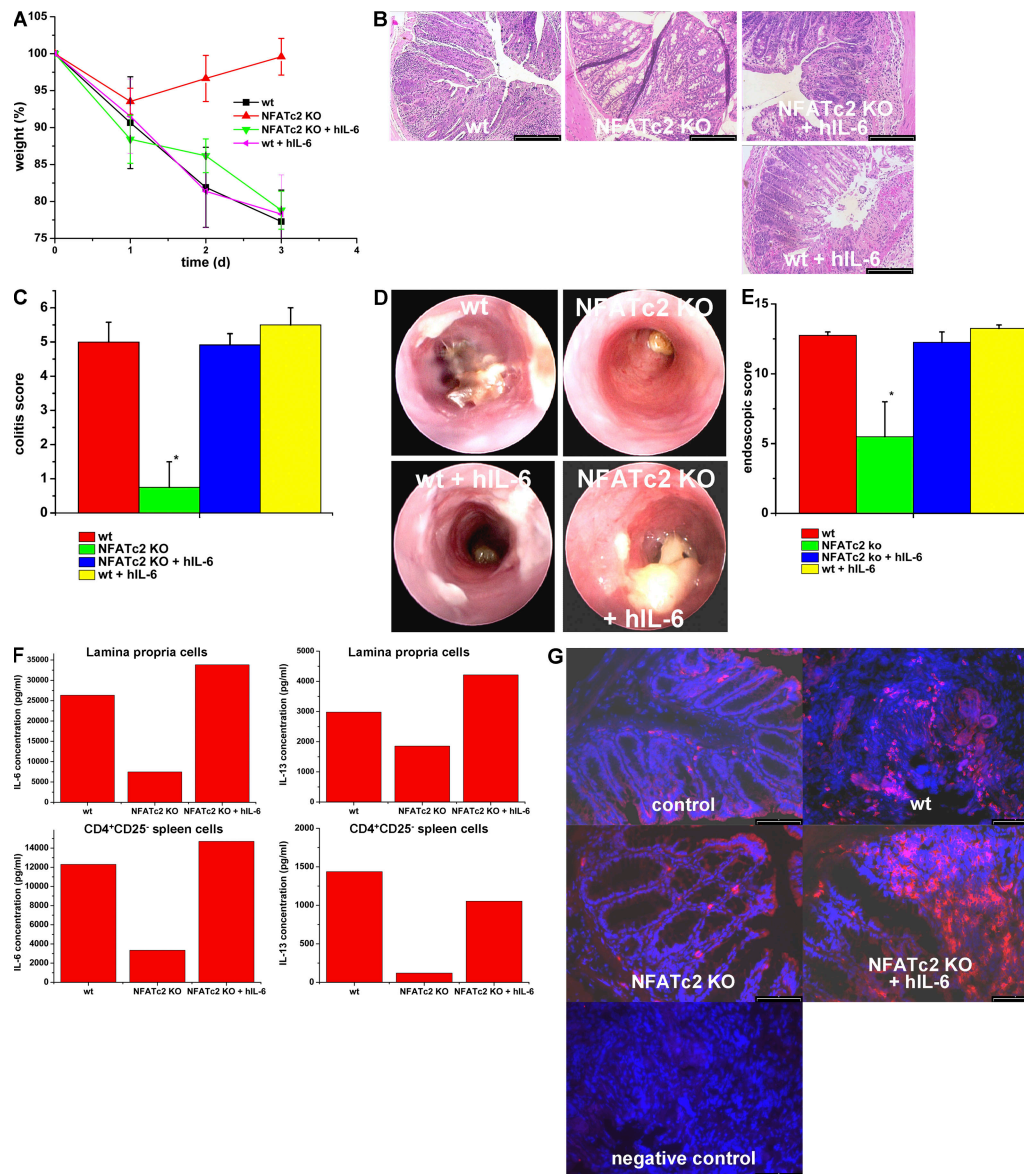 A
weight (%)
100
95
90
85
80
75
0
1
2
3
4
time (d)
wt
NFATc2 KO
NFATc2 KO + hIL-6
wt + hIL-6
B
wt
NFATc2 KO
NFATc2 KO
+ hIL-6
wt + hIL-6
C
colitis score
6
5
4
3
2
1
0
*
wt
NFATc2 KO
NFATc2 KO + hIL-6
wt + hIL-6
D
wt
NFATc2 KO
wt + hIL-6
NFATc2 KO
+ hIL-6
E
endoscopic score
15
10
5
0
*
wt
NFATc2 ko
NFATc2 ko + hIL-6
wt + hIL-6
F
Lamina propria cells
IL-6 concentration (pg/ml)
35000
30000
25000
20000
15000
10000
5000
0
wt
NFATc2 KO
NFATc2 KO + hIL-6
Lamina propria cells
IL-13 concentration (pg/ml)
5000
4000
3000
2000
1000
0
wt
NFATc2 KO
NFATc2 KO + hIL-6
CD4⁺CD25⁻ spleen cells
IL-6 concentration (pg/ml)
14000
12000
10000
8000
6000
4000
2000
0
wt
NFATc2 KO
NFATc2 KO + hIL-6
CD4⁺CD25⁻ spleen cells
IL-13 concentration (pg/ml)
1500
1000
500
0
wt
NFATc2 KO
NFATc2 KO + hIL-6
G
control
wt
NFATc2 KO
NFATc2 KO
+ hIL-6
negative control